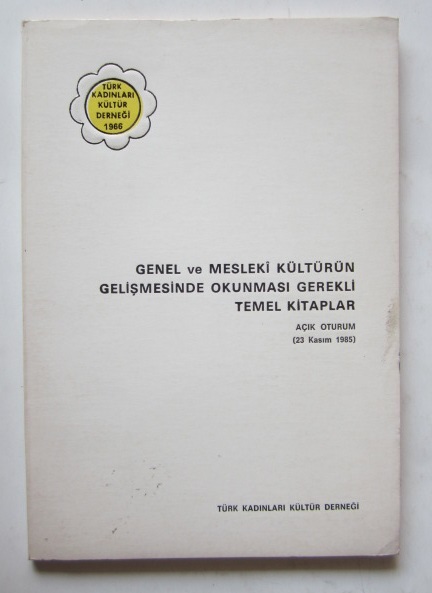 TÜRK
KADINLARI
KÜLTÜR
DERNEĞİ
1966
GENEL ve MESLEKÎ KÜLTÜRÜN
GELİŞMESİNDE OKUNMASI GEREKLİ
TEMEL KİTAPLAR
AÇIK OTURUM
(23 Kasım 1985)
TÜRK KADINLARI KÜLTÜR DERNEĞİ